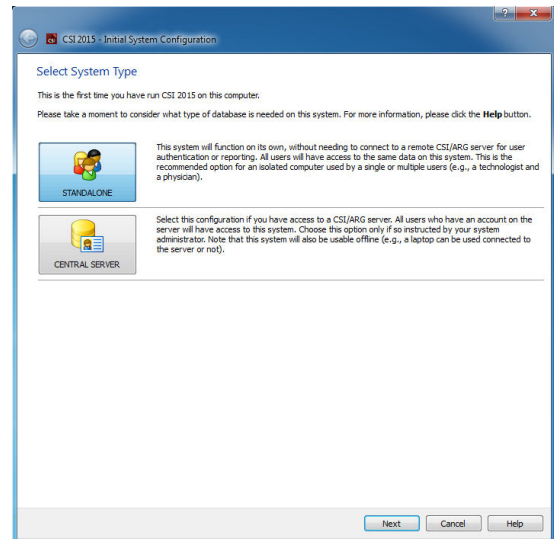 CSI 2015 - Initial System Configuration
Select System Type
This is the first time you have run CSI 2015 on this computer.
Please take a moment to consider what type of database is needed on this system. For more information, please click the Help button.
This system will function on its own, without needing to connect to a remote CSI/ARG server for user
authentication or reporting. All users will have access to the same data on this system. This is the
recommended option for an isolated computer used by a single or multiple users (e.g., a technologist and
a physician).
STANDALONE
Select this configuration if you have access to a CSI/ARG server. All users who have an account on the
server will have access to this system. Choose this option only if so instructed by your system
administrator. Note that this system will also be usable offline (e.g., a laptop can be used connected to
the server or not).
CENTRAL SERVER
Next Cancel Help